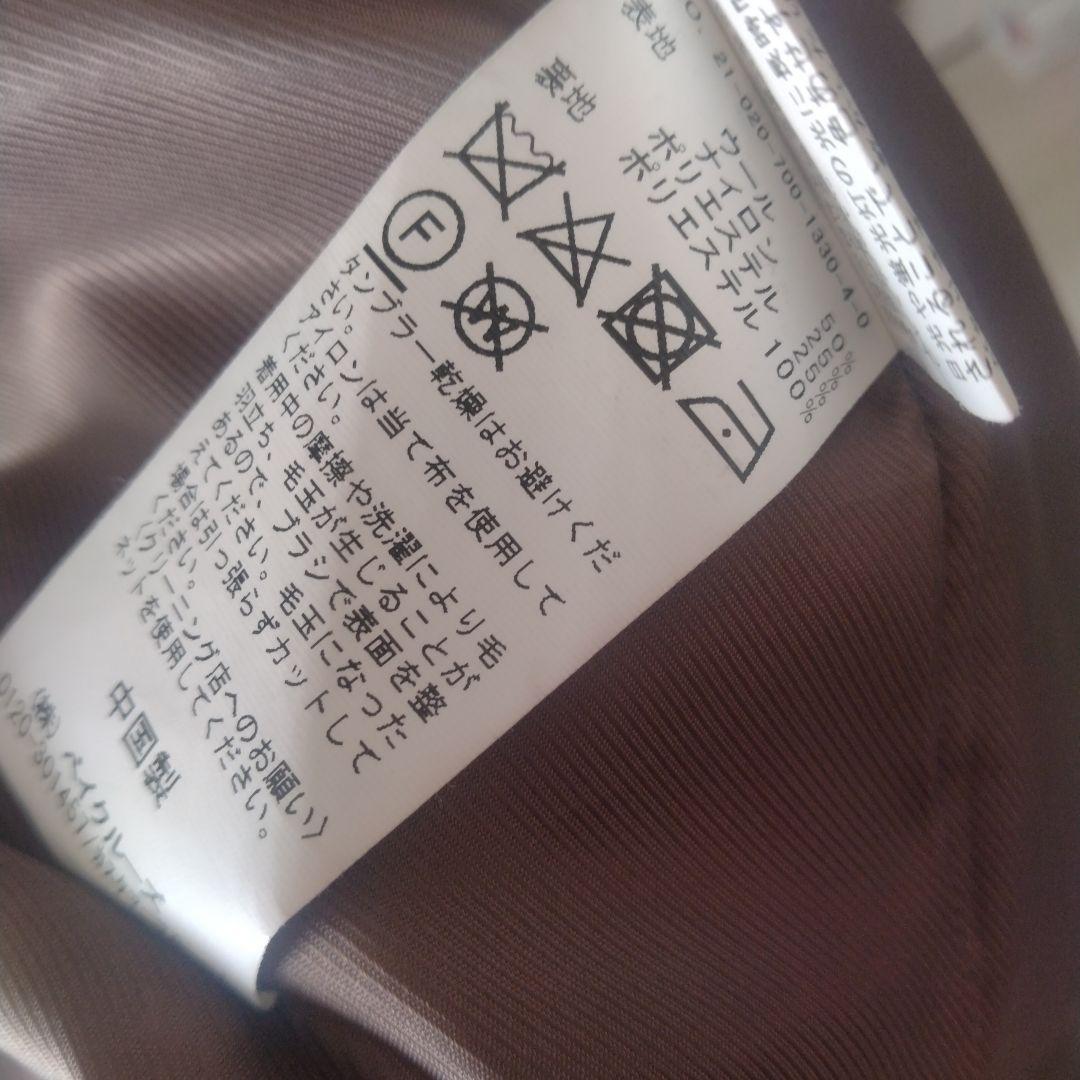 21-020-700-1330-4-0
表地
ウール 50%
ナイロン 25%
ポリエステル 25%
裏地
ポリエステル 100%
F
W
タンブラー乾燥はお避けくだ
さい。
アイロンは当て布を使用して
ください。
着用中の摩擦や洗濯により毛
羽立ち、毛玉が生じることが
あるので、ブラシで表面を整
えてください。毛玉になった
場合は引っ張らずカットして
ください。
〈クリーニング店へのお願い〉
ネットを使用してください。
中国製
(株) ベイクルーズ